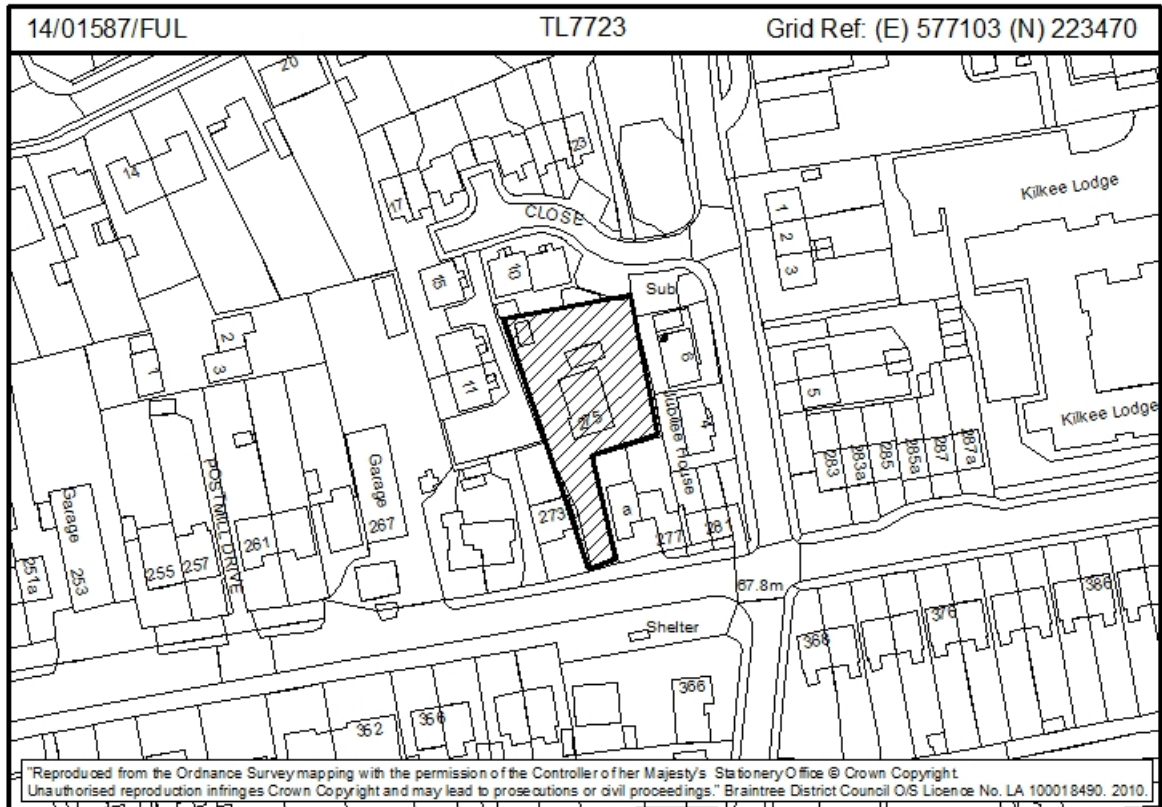 14/01587/FUL TL7723 Grid Ref: (E) 577103 (N) 223470
20
14
23
17
CLOSE
Kilkee Lodge
1
2
3
10
15
Sub
6
2
3
1
11
5
275
Jubilee House
4
Kilkee Lodge
283
283a
285
285a
287
287a
Garage
267
Garage
253
POST MILL DRIVE
273
a
277
281
251a
255
257
261
67.8m
Shelter
368
376
386
366
352
356
"Reproduced from the Ordnance Survey mapping with the permission of the Controller of her Majesty's Stationery Office © Crown Copyright.
Unauthorised reproduction infringes Crown Copyright and may lead to prosecutions or civil proceedings." Braintree District Council O/S Licence No. LA 100018490. 2010.